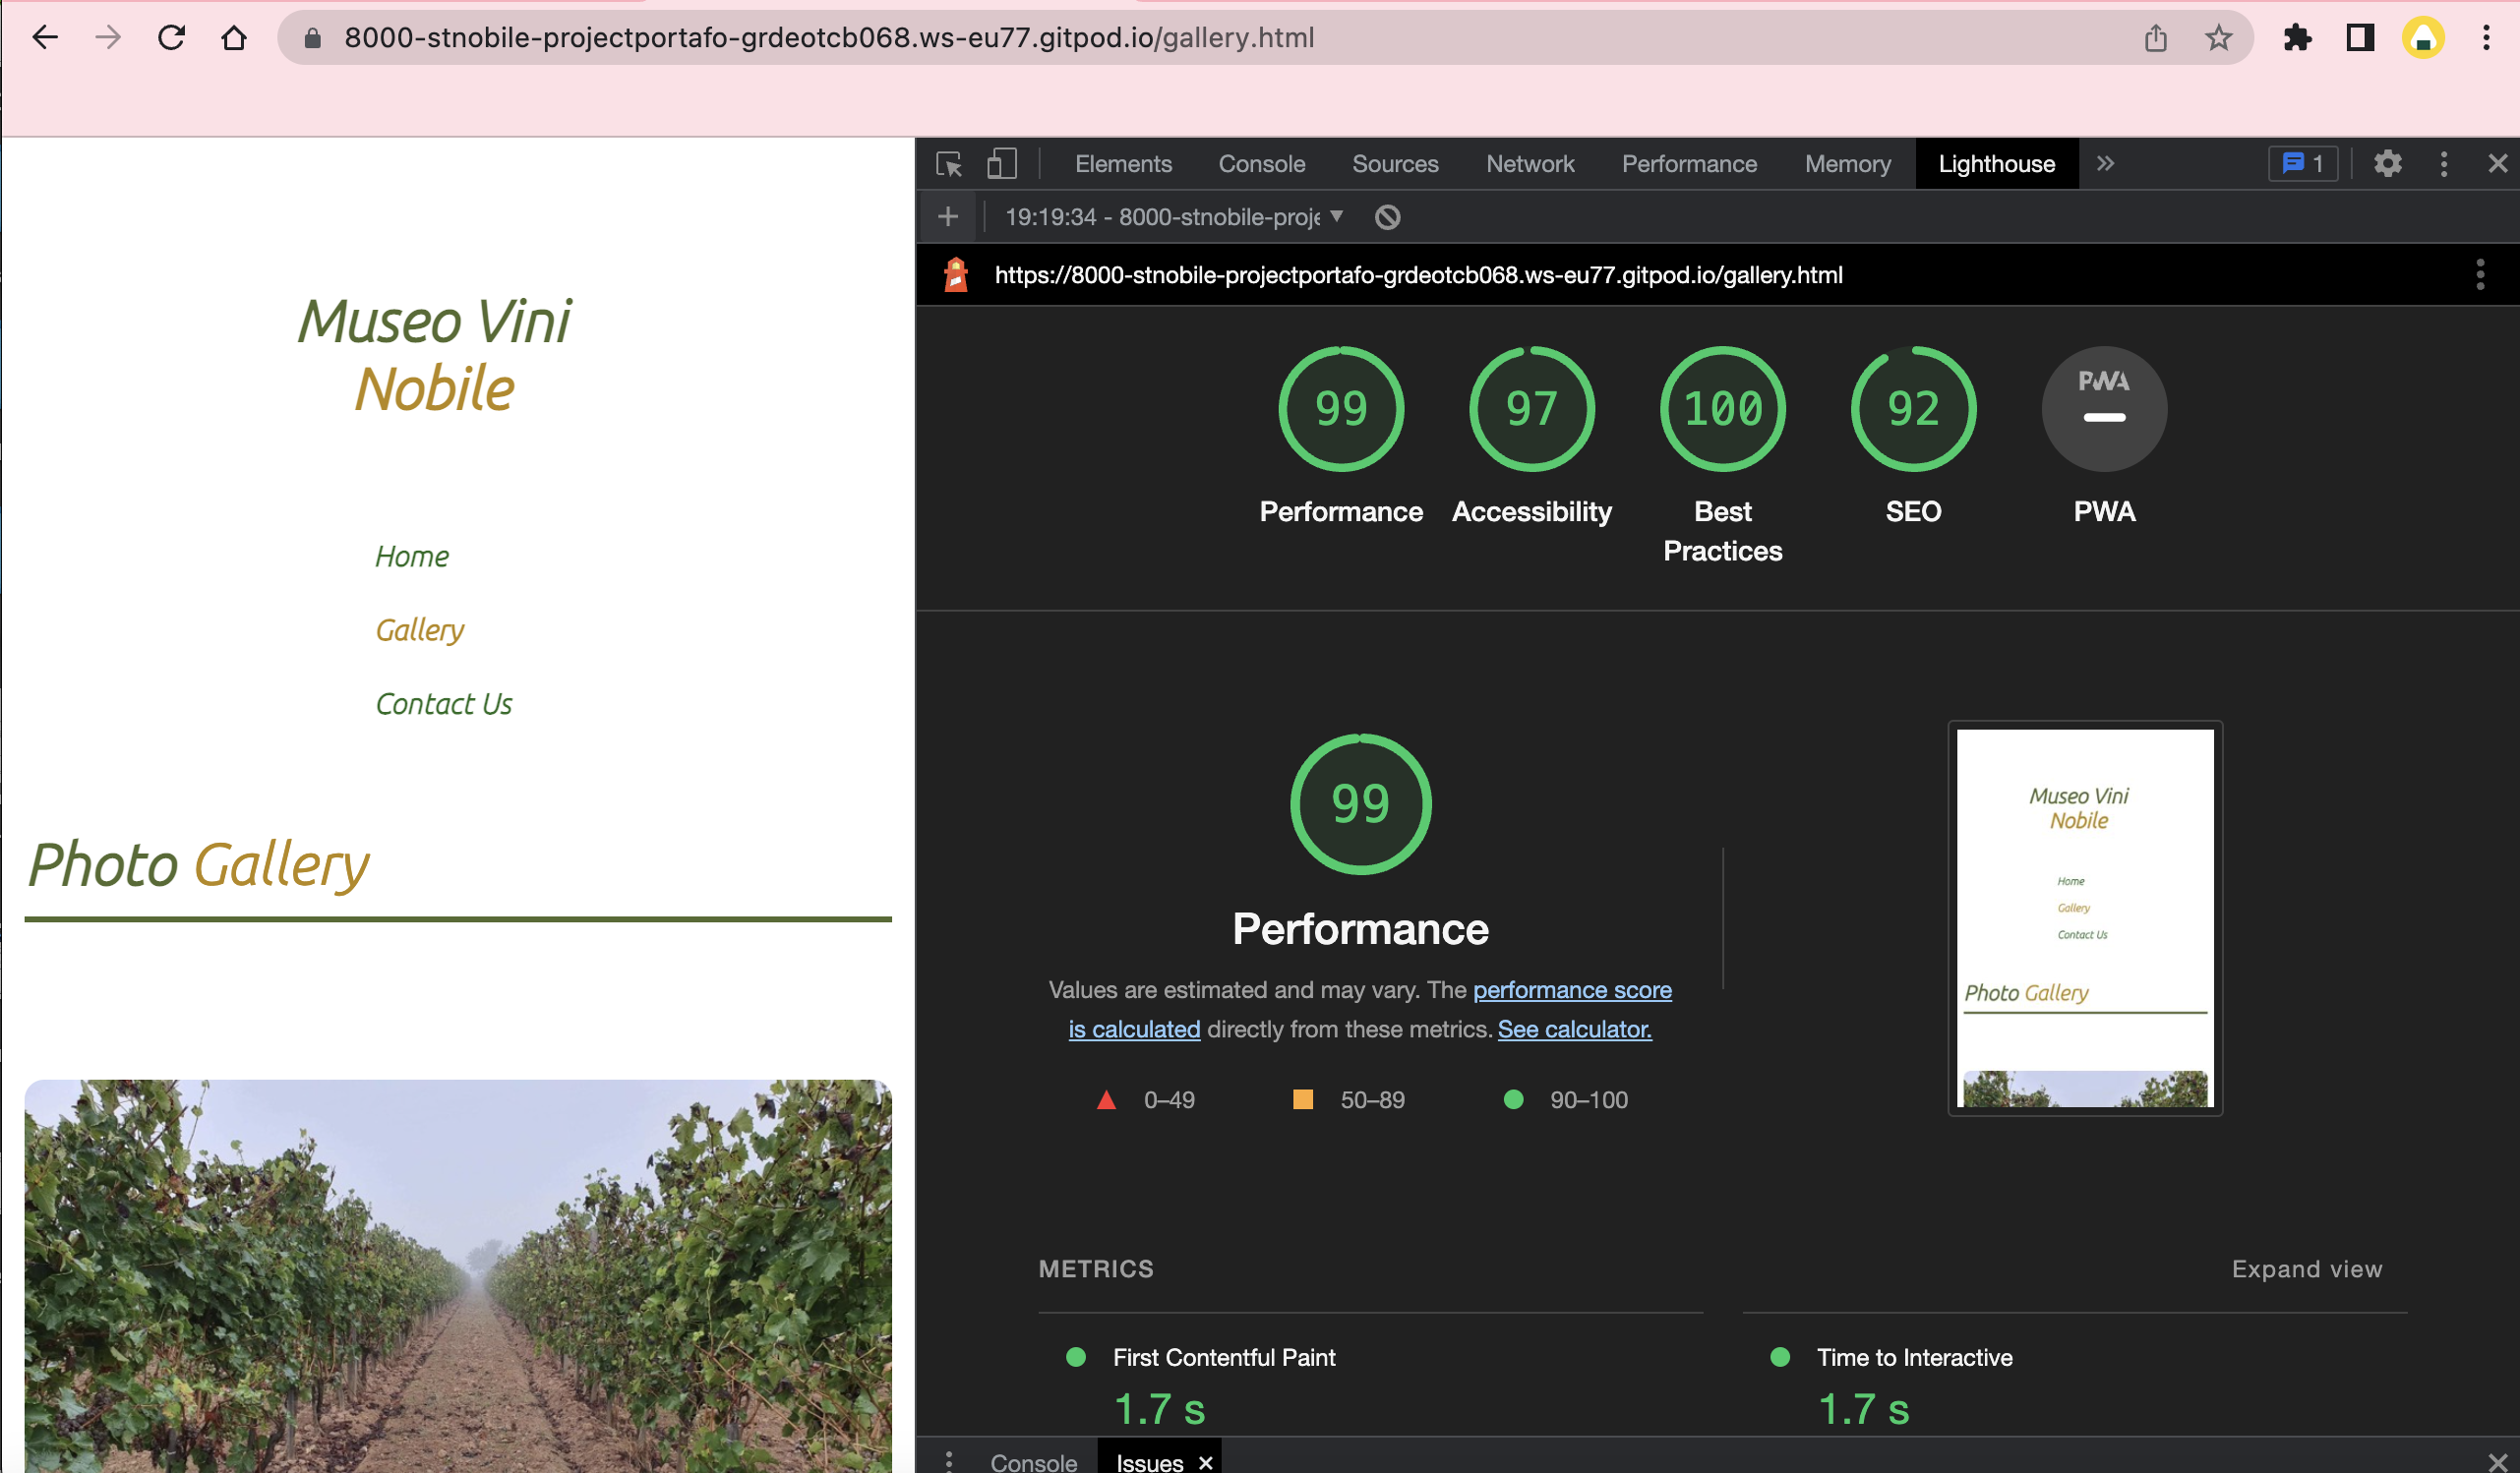 8000-stnobile-projectportafo-grdeotcb068.ws-eu77.gitpod.io/gallery.html
Museo Vini
Nobile
Home
Gallery
Contact Us
Photo Gallery
Elements Console Sources Network Performance Memory Lighthouse 1
19:19:34 - 8000-stnobile-proje
https://8000-stnobile-projectportafo-grdeotcb068.ws-eu77.gitpod.io/gallery.html
99 97 100 92 PWA
Performance Accessibility Best Practices SEO PWA
99
Performance
Values are estimated and may vary. The performance score
is calculated directly from these metrics. See calculator.
0–49 50–89 90–100
Museo Vini
Nobile
Home
Gallery
Contact Us
Photo Gallery
METRICS Expand view
First Contentful Paint
1.7 s
Time to Interactive
1.7 s
Console Issues